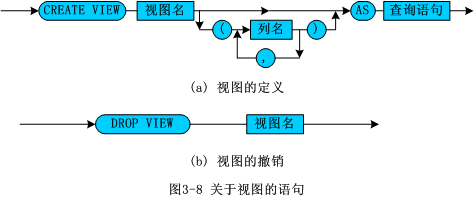 CREATE VIEW 视图名 ( 列名 ) AS 查询语句
,
(a) 视图的定义
DROP VIEW 视图名
(b) 视图的撤销
图3-8 关于视图的语句